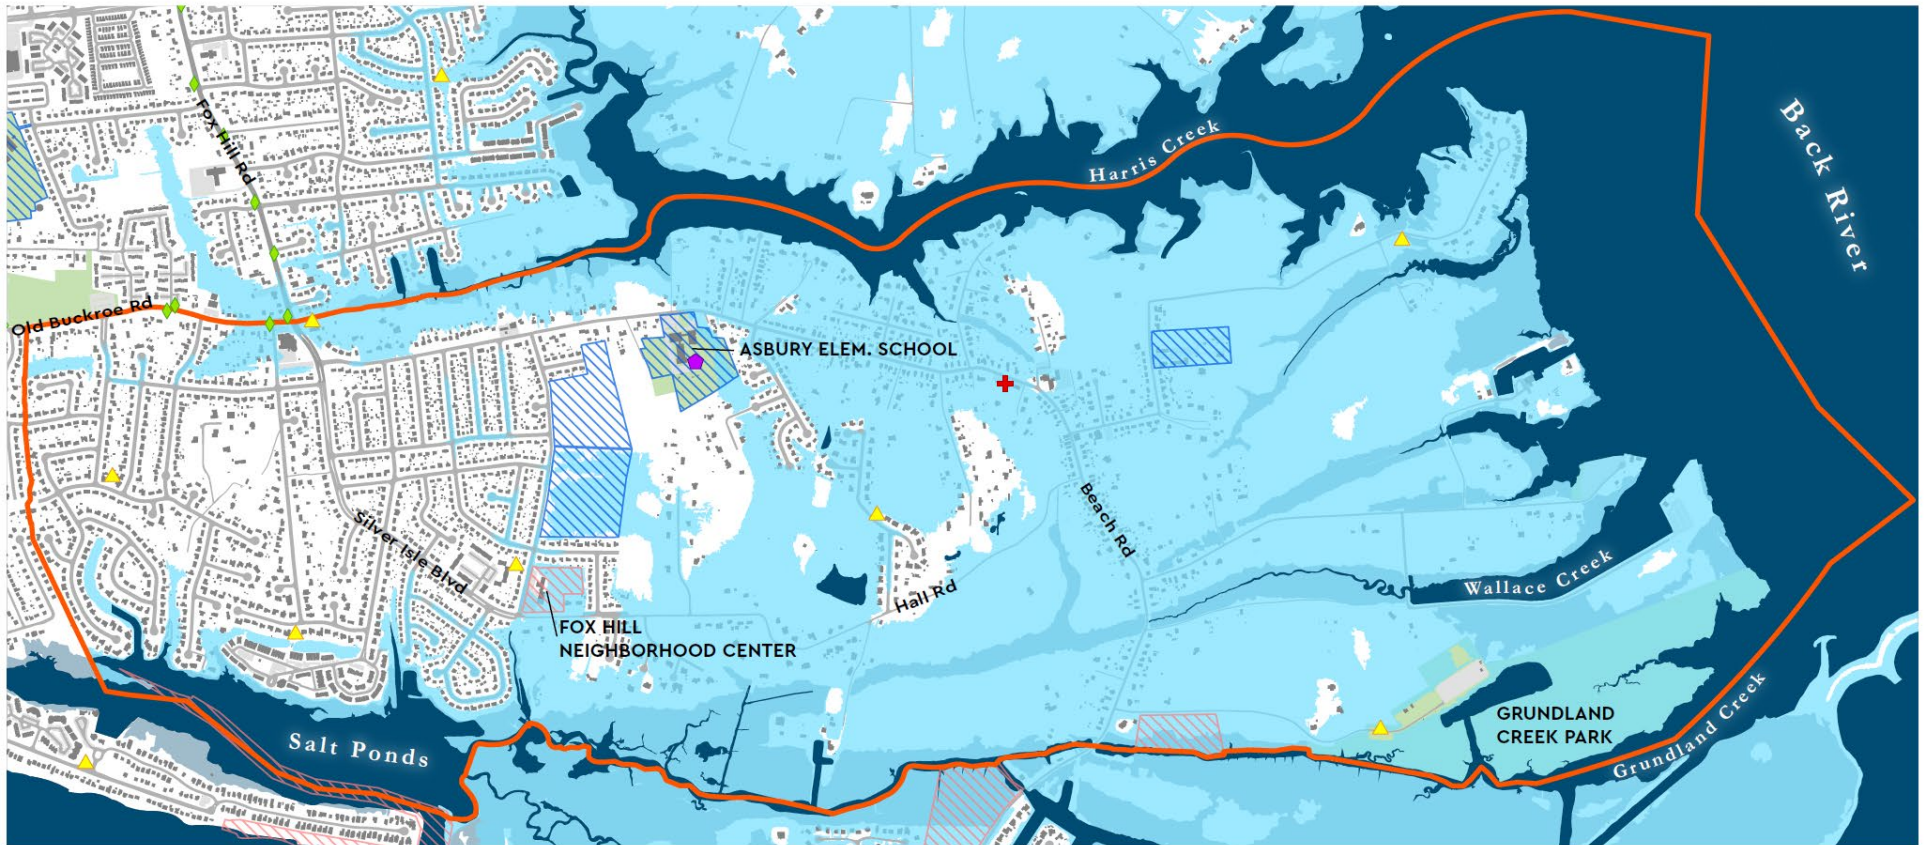 Fox Hill Rd
Back River
Harris Creek
Old Buckroe Rd
ASBURY ELEM. SCHOOL
Beach Rd
Silver Isle Blvd
Wallace Creek
Hall Rd
FOX HILL
NEIGHBORHOOD CENTER
GRUNDLAND
CREEK PARK
Grundland Creek
Salt Ponds